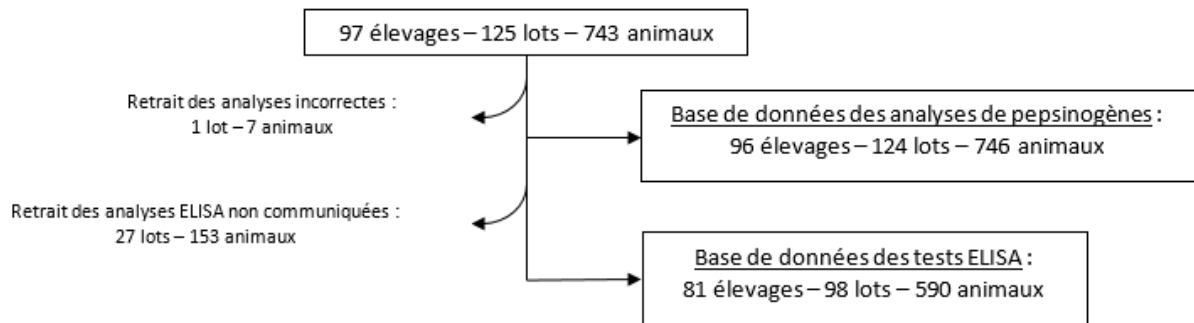 97 élevages – 125 lots – 743 animaux
Retrait des analyses incorrectes :
1 lot – 7 animaux
Base de données des analyses de pepsinogènes :
96 élevages – 124 lots – 746 animaux
Retrait des analyses ELISA non communiquées :
27 lots – 153 animaux
Base de données des tests ELISA :
81 élevages – 98 lots – 590 animaux